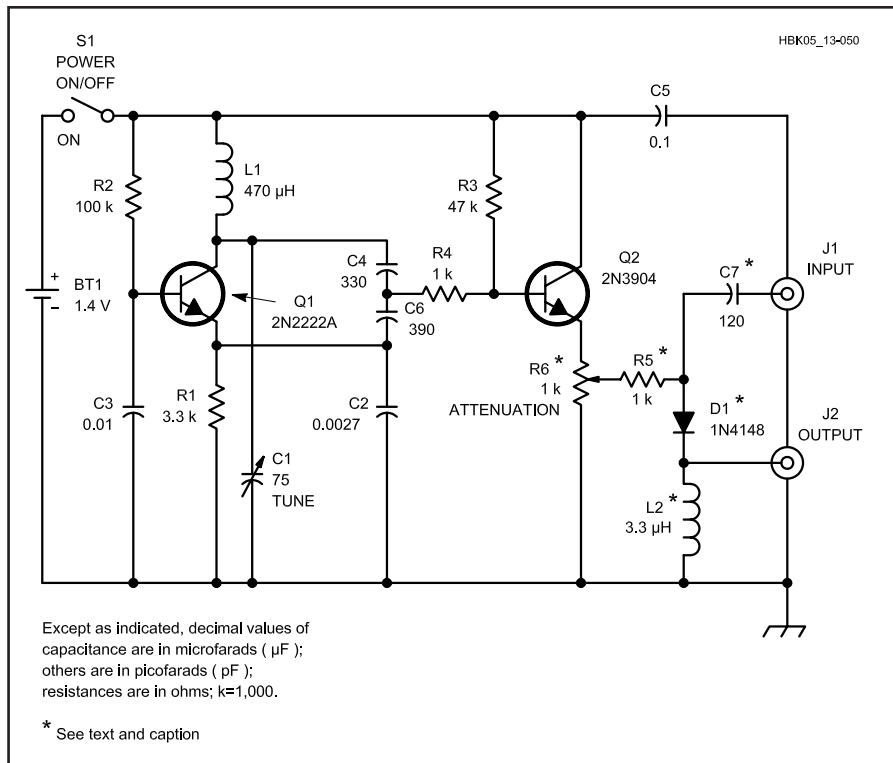 HBK05_13-050
S1
POWER
ON/OFF
ON
C5
0.1
R2
100 k
L1
470 µH
R3
47 k
C4
330
R4
1 k
Q2
2N3904
C7 *
120
J1
INPUT
+
BT1
1.4 V
–
Q1
2N2222A
C6
390
R6 *
1 k
ATTENUATION
R5 *
1 k
D1 *
1N4148
J2
OUTPUT
C3
0.01
R1
3.3 k
C2
0.0027
C1
75
TUNE
L2 *
3.3 µH
Except as indicated, decimal values of
capacitance are in microfarads ( µF );
others are in picofarads ( pF );
resistances are in ohms; k=1,000.
* See text and caption